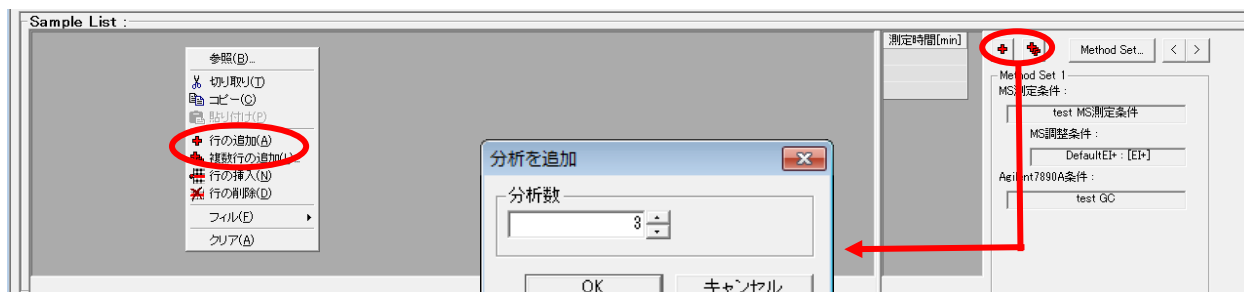 Sample List :
参照(B)...
切り取り(T)
コピー(C)
貼り付け(P)
行の追加(A)
複数行の追加(L)...
行の挿入(N)
行の削除(D)
フィル(F)
クリア(A)
分析を追加
分析数
3
OK
キャンセル
測定時間[min]
Method Set...
< >
Method Set 1
MS測定条件 :
test MS測定条件
MS調整条件 :
DefaultEI+ : [EI+]
Agilent7890A条件 :
test GC